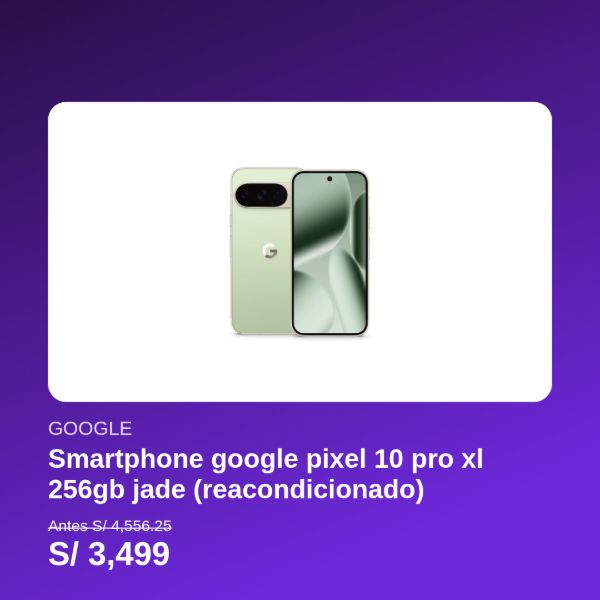 GOOGLE
Smartphone google pixel 10 pro xl
256gb jade (reacondicionado)
Antes S/ 4,556.25
S/ 3,499